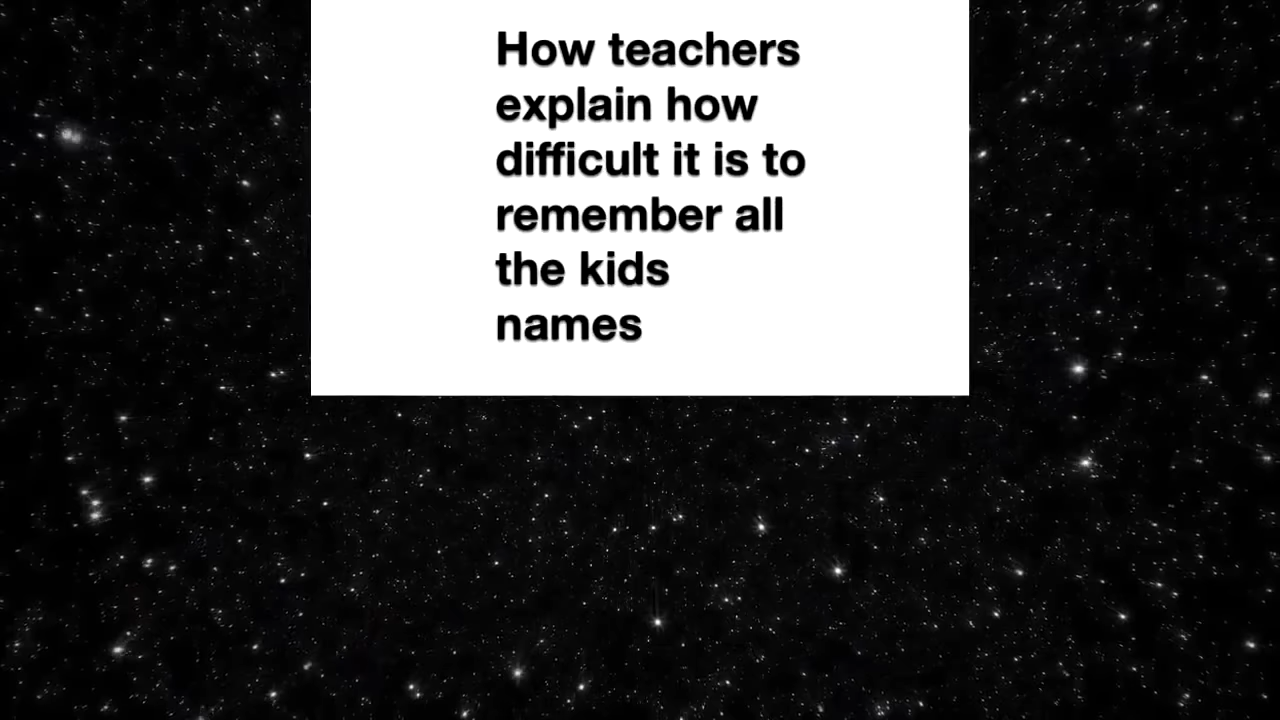 How teachers
explain how
difficult it is to
remember all
the kids
names